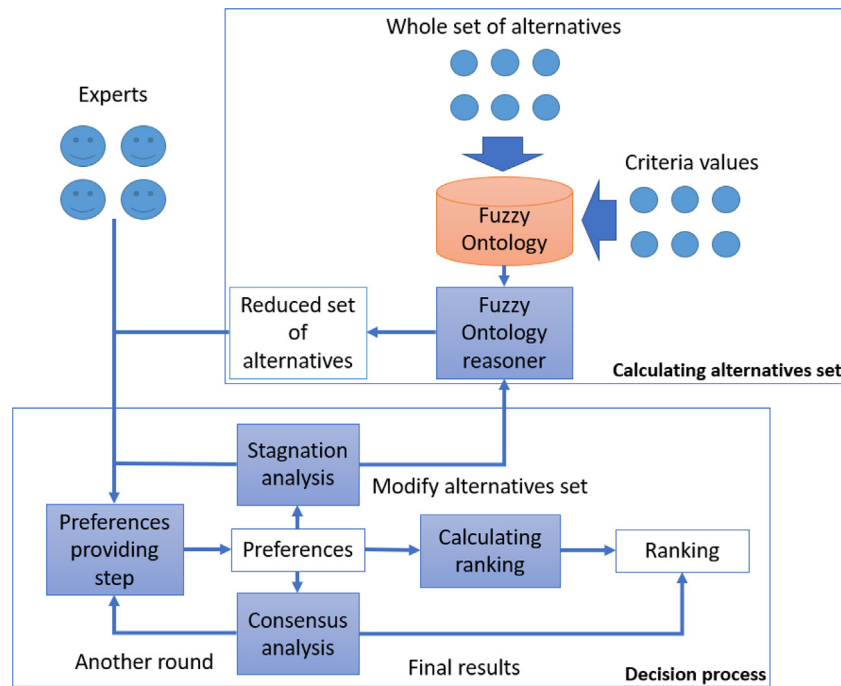 Whole set of alternatives
Experts
Criteria values
Fuzzy
Ontology
Reduced set
of
alternatives
Fuzzy
Ontology
reasoner
Calculating alternatives set
Stagnation
analysis
Modify alternatives set
Preferences
providing
step
Preferences
Calculating
ranking
Ranking
Consensus
analysis
Another round
Final results
Decision process